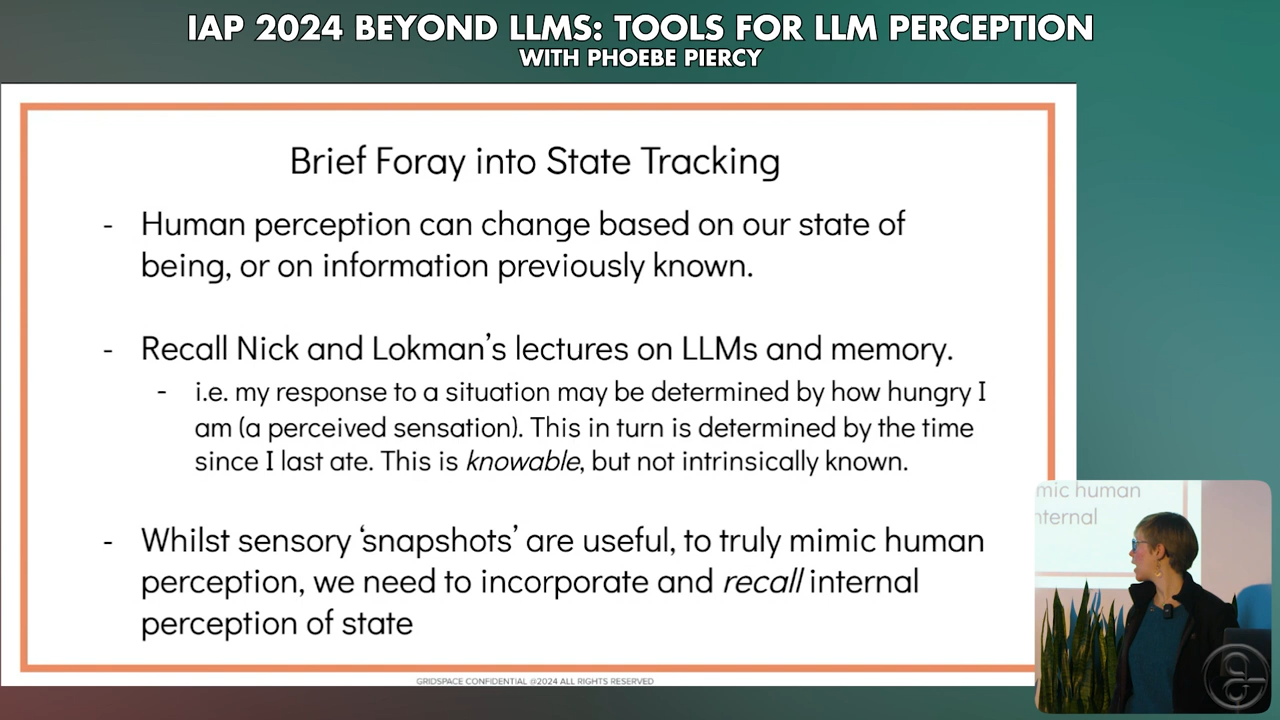 IAP 2024 BEYOND LLMS: TOOLS FOR LLM PERCEPTION
WITH PHOEBE PIERCY
Brief Foray into State Tracking
- Human perception can change based on our state of
being, or on information previously known.
- Recall Nick and Lokman's lectures on LLMs and memory.
- i.e. my response to a situation may be determined by how hungry I
am (a perceived sensation). This in turn is determined by the time
since I last ate. This is knowable, but not intrinsically known.
- Whilst sensory ‘snapshots’ are useful, to truly mimic human
perception, we need to incorporate and recall internal
perception of state
GRIDSPACE CONFIDENTIAL @2024 ALL RIGHTS RESERVED
mic human
nternal